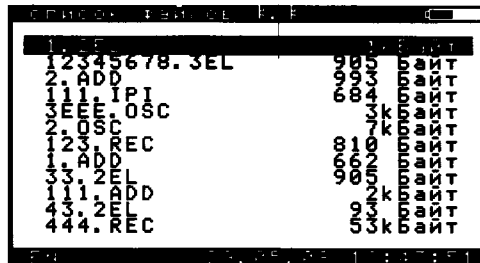 СПИСОК ФАЙЛОВ
12345678.3EL 905 Байт
2.ADD 993 Байт
111.IPI 684 Байт
3EEE.OSC 3kБайт
2.OSC 7kБайт
123.REC 810 Байт
1.ADD 662 Байт
33.2EL 905 Байт
111.ADD 2kБайт
43.2EL 93 Байт
444.REC 53kБайт